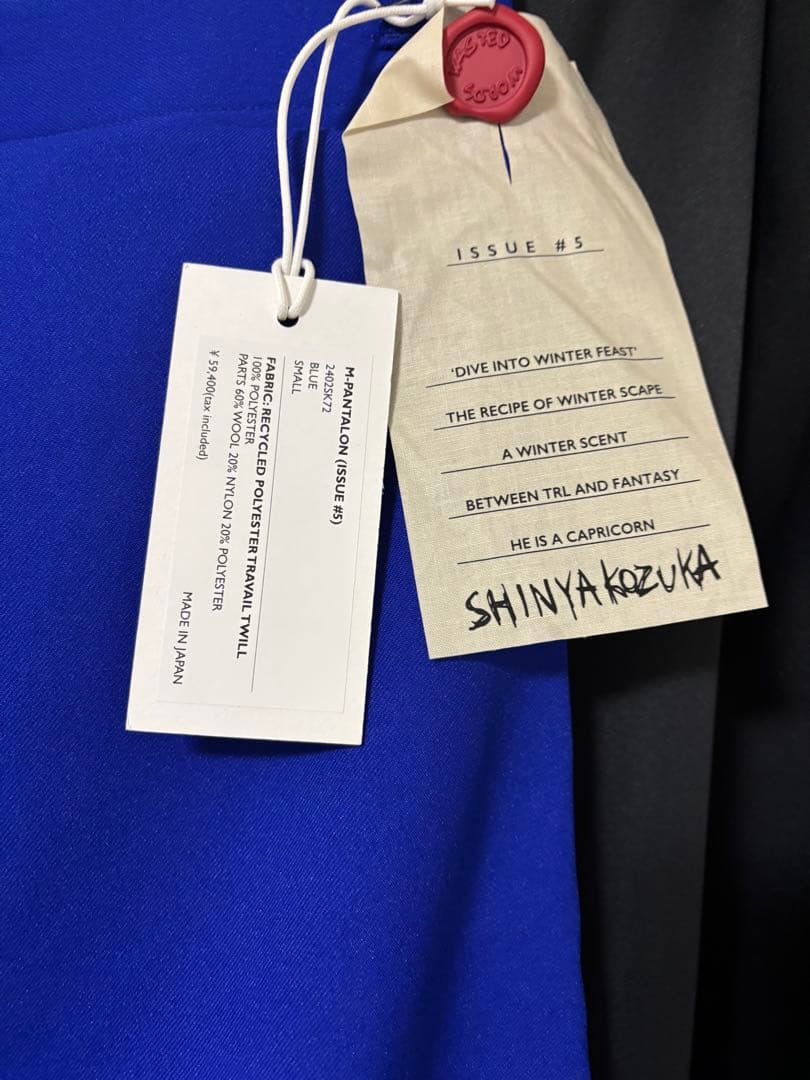 WASTED
WORDS
ISSUE #5
'DIVE INTO WINTER FEAST'
THE RECIPE OF WINTER SCAPE
A WINTER SCENT
BETWEEN TRL AND FANTASY
HE IS A CAPRICORN
SHINYAKOZUKA
M-PANTALON (ISSUE #5)
2402SK72
BLUE
SMALL
FABRIC: RECYCLED POLYESTER TRAVAIL TWILL
100% POLYESTER
PARTS 60% WOOL 20% NYLON 20% POLYESTER
¥ 59,400(tax included)
MADE IN JAPAN